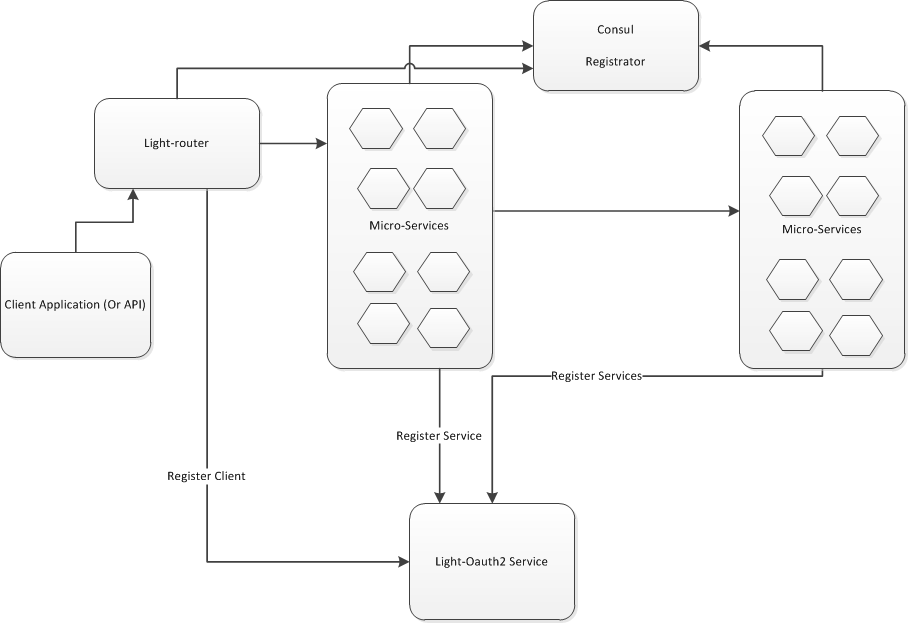 Consul
Registrator
Light-router
Micro-Services
Micro-Services
Client Application (Or API)
Register Services
Register Service
Register Client
Light-Oauth2 Service